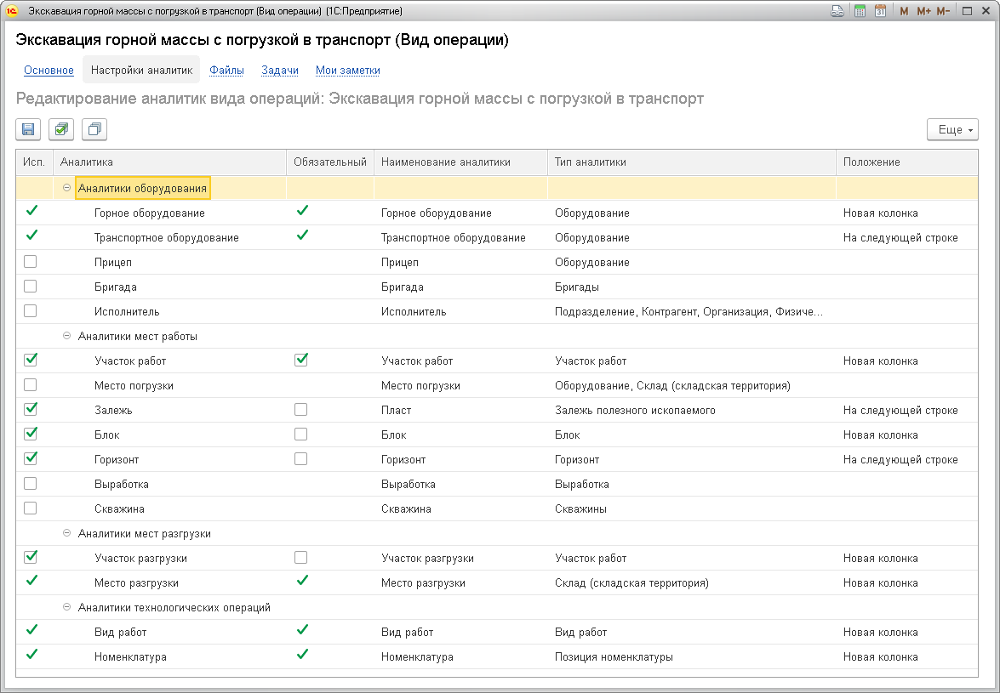 Экскавация горной массы с погрузкой в транспорт (Вид операции) (1С:Предприятие) 31 M M+ M-
Экскавация горной массы с погрузкой в транспорт (Вид операции)
Основное Настройки аналитик Файлы Задачи Мои заметки
Редактирование аналитик вида операций: Экскавация горной массы с погрузкой в транспорт
Еще
Исп. Аналитика Обязательный Наименование аналитики Тип аналитики Положение
Аналитики оборудования
Горное оборудование Горное оборудование Оборудование Новая колонка
Транспортное оборудование Транспортное оборудование Оборудование На следующей строке
Прицеп Прицеп Оборудование
Бригада Бригада Бригады
Исполнитель Исполнитель Подразделение, Контрагент, Организация, Физиче...
Аналитики мест работы
Участок работ Участок работ Участок работ Новая колонка
Место погрузки Место погрузки Оборудование, Склад (складская территория)
Залежь Пласт Залежь полезного ископаемого На следующей строке
Блок Блок Блок Новая колонка
Горизонт Горизонт Горизонт На следующей строке
Выработка Выработка Выработка
Скважина Скважина Скважины
Аналитики мест разгрузки
Участок разгрузки Участок разгрузки Участок работ Новая колонка
Место разгрузки Место разгрузки Склад (складская территория) Новая колонка
Аналитики технологических операций
Вид работ Вид работ Вид работ Новая колонка
Номенклатура Номенклатура Позиция номенклатуры Новая колонка